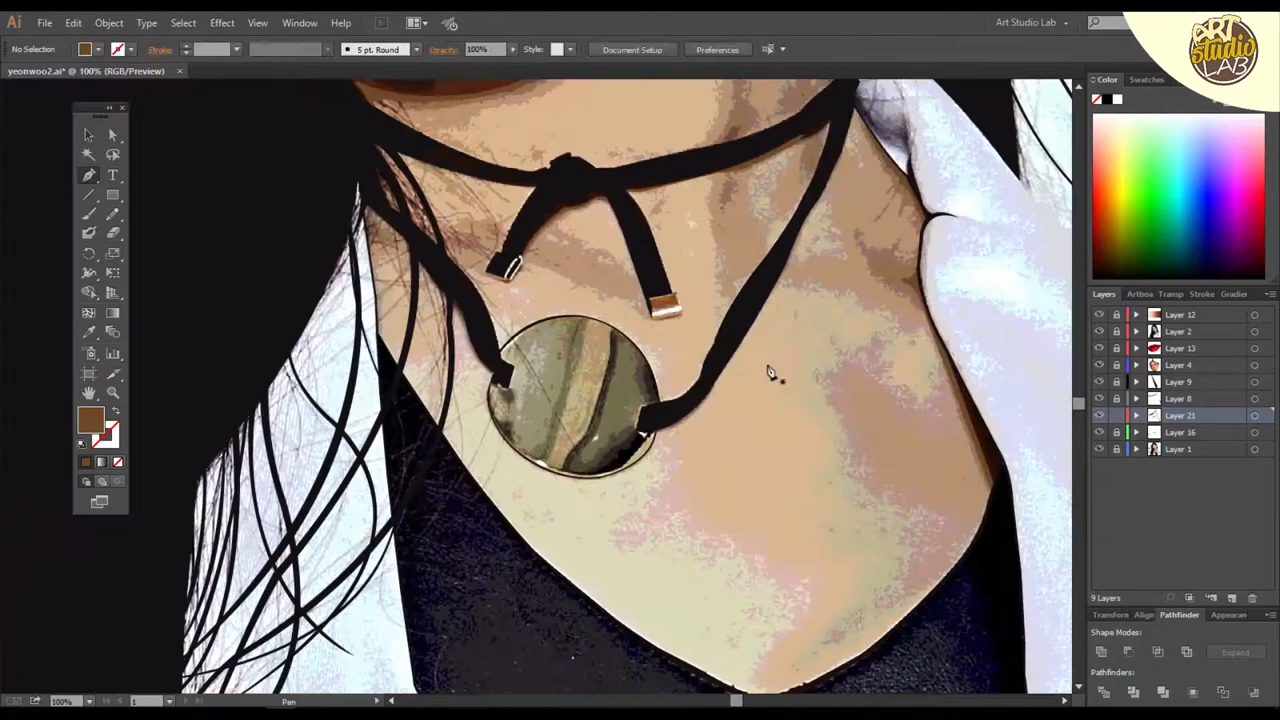 Ai File Edit Object Type Select Effect View Window Help Art Studio Lab
ART
studio
LAB
No Selection Stroke: 5 pt. Round Opacity: 100% Style: Document Setup Preferences
yeonwoo2.ai* @ 100% (RGB/Preview)
Color Swatches
Layers Artboa Transp Stroke Gradier
Layer 12
Layer 2
Layer 13
Layer 4
Layer 9
Layer 8
Layer 21
Layer 16
Layer 1
9 Layers
Transform Align Pathfinder Appearan
Shape Modes:
Expand
Pathfinders:
100% 1 Pen